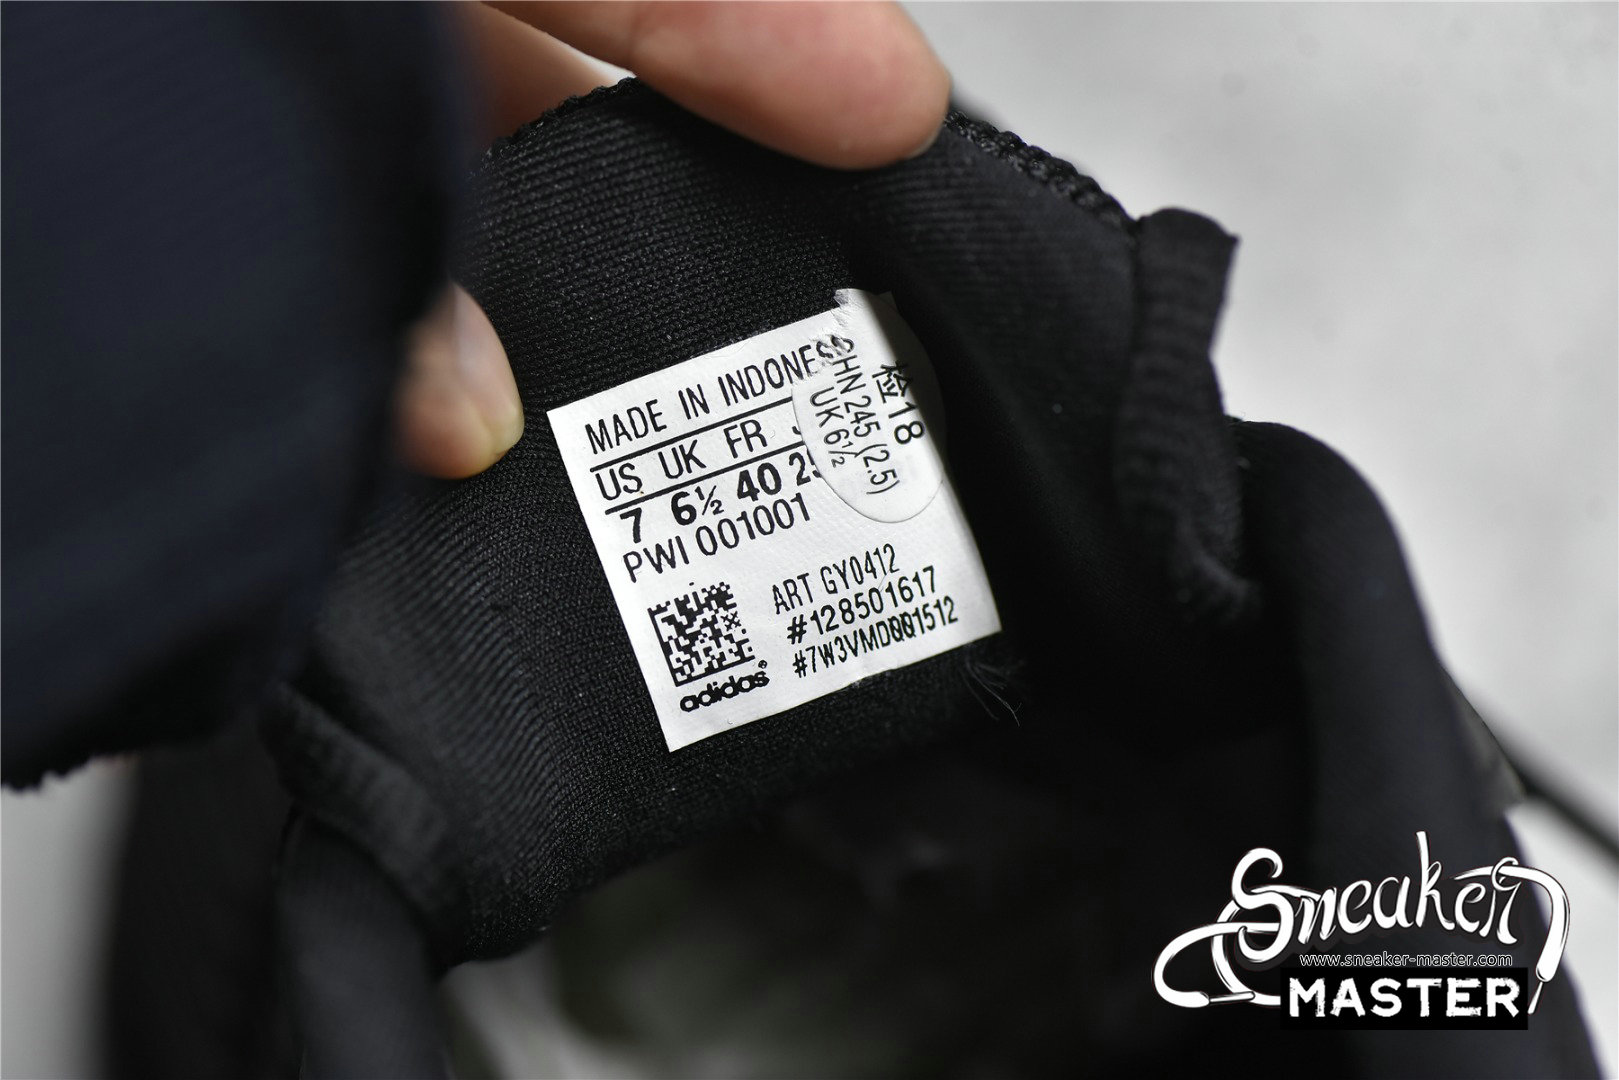 MADE IN INDONES
US UK FR
7 6½ 40 25
PWI 001001
CHN 245 (2.5)
UK 6½
检18
ART GY0412
#128501617
#7W3VMD001512
adidas®
Sneaker
www.sneaker-master.com
MASTER